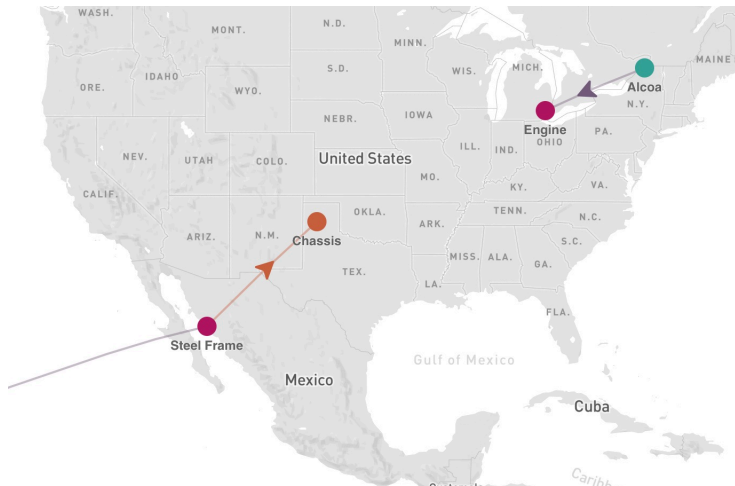 WASH.
N.D.
MONT.
MINN.
MAINE
S.D.
WIS.
MICH.
IDAHO
ORE.
WYO.
Alcoa
N.Y.
NEBR.
IOWA
Engine
PA.
OHIO
ILL.
IND.
NEV.
UTAH
COLO.
United States
MO.
KY.
VA.
CALIF.
OKLA.
TENN.
N.C.
ARK.
ARIZ.
N.M.
Chassis
S.C.
MISS.
ALA.
GA.
TEX.
LA.
FLA.
Steel Frame
Gulf of Mexico
Mexico
Cuba